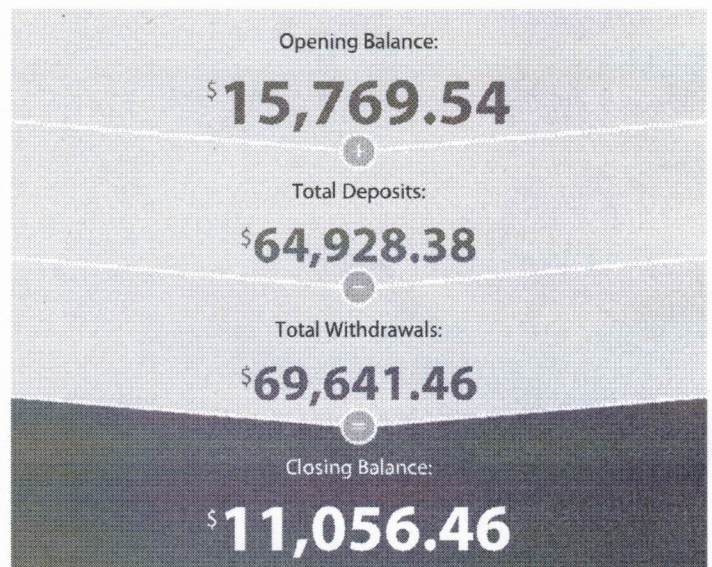 Opening Balance:
$15,769.54
+
Total Deposits:
$64,928.38
−
Total Withdrawals:
$69,641.46
=
Closing Balance:
$11,056.46